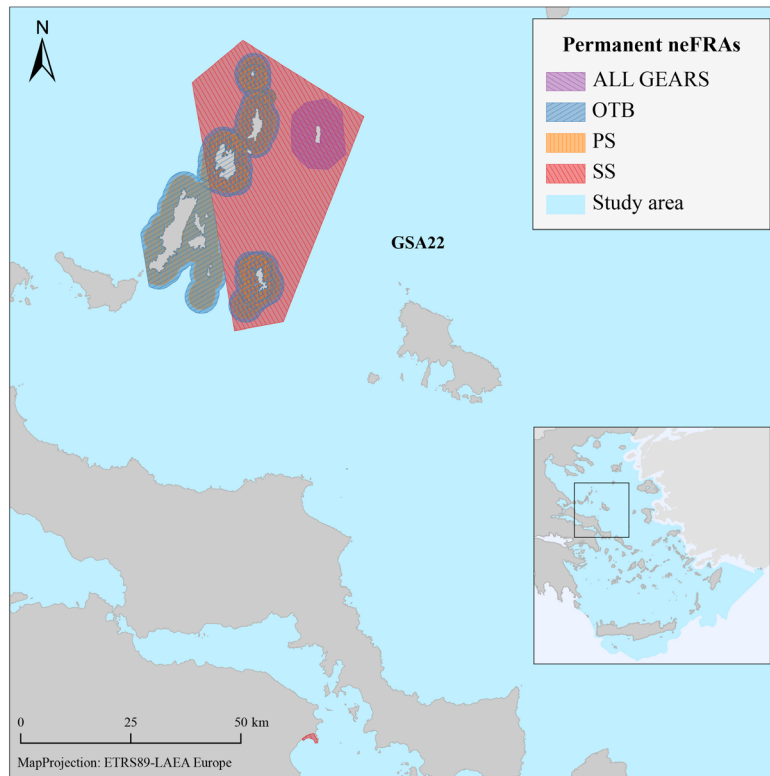 N
Permanent neFRAs
ALL GEARS
OTB
PS
SS
Study area
GSA22
0 25 50 km
MapProjection: ETRS89-LAEA Europe